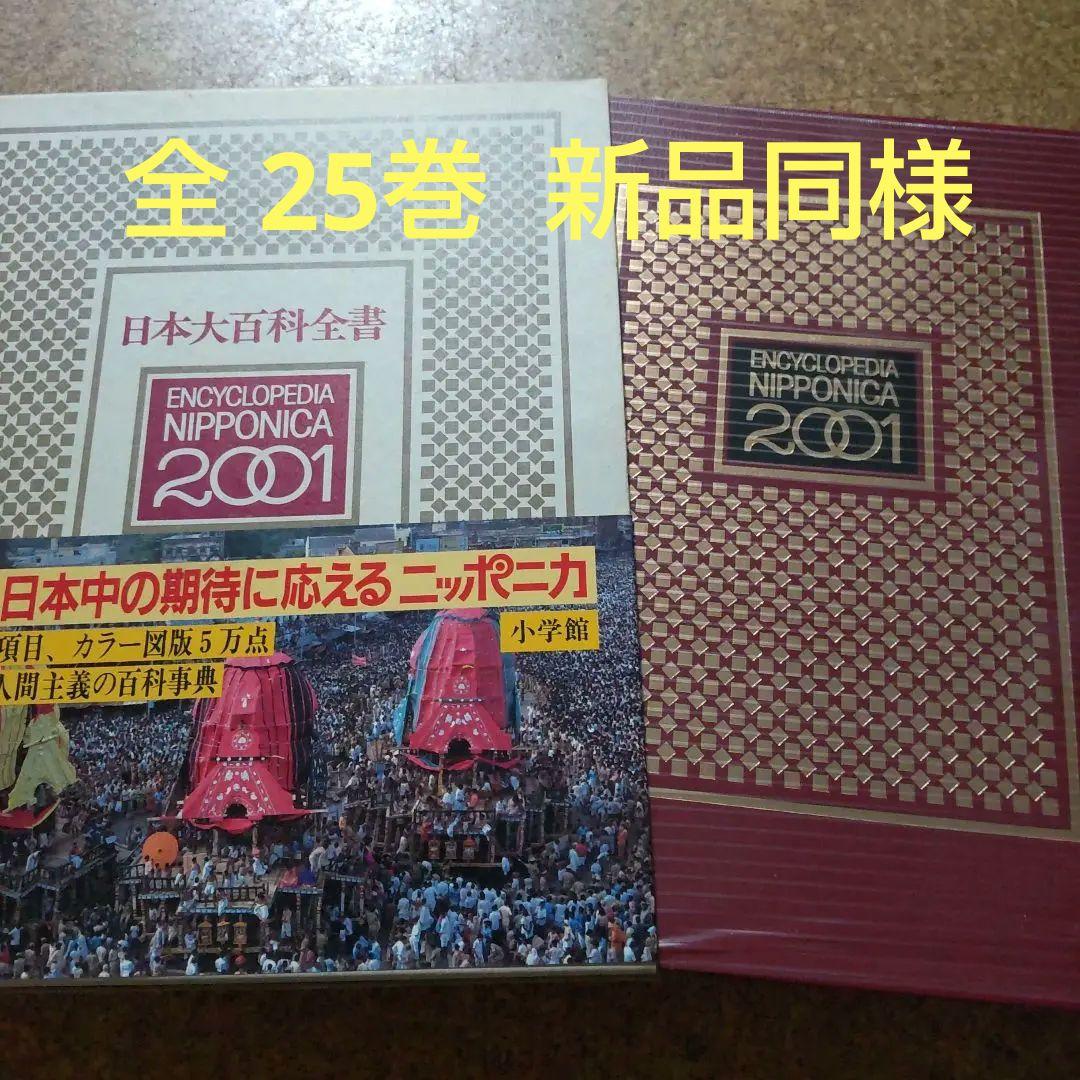 全 25巻 新品同様
日本大百科全書
ENCYCLOPEDIA
NIPPONICA
2001
日本中の期待に応えるニッポニカ
項目、カラー図版5万点
人間主義の百科事典
小学館
ENCYCLOPEDIA
NIPPONICA
2001